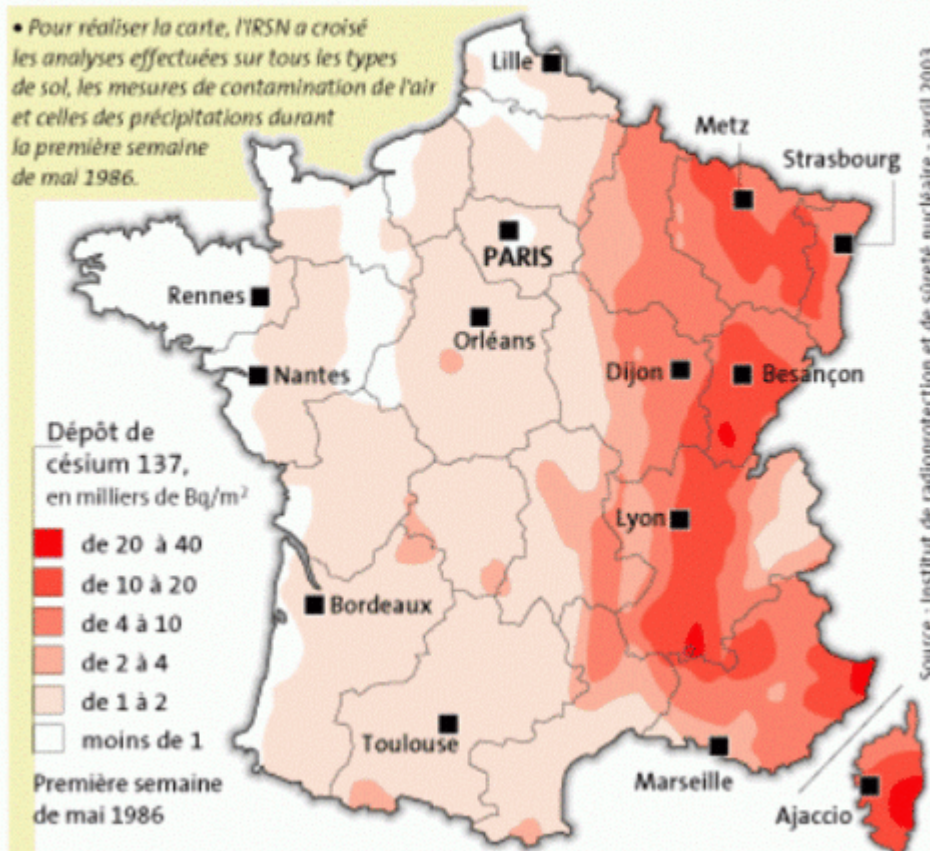 • Pour réaliser la carte, l'IRSN a croisé
les analyses effectuées sur tous les types
de sol, les mesures de contamination de l'air
et celles des précipitations durant
la première semaine
de mai 1986.
Lille
Metz
Strasbourg
PARIS
Rennes
Orléans
Nantes
Dijon
Besançon
Dépôt de
césium 137,
en milliers de Bq/m²
de 20 à 40
de 10 à 20
de 4 à 10
de 2 à 4
de 1 à 2
moins de 1
Première semaine
de mai 1986
Lyon
Bordeaux
Toulouse
Marseille
Ajaccio
Source : Institut de radioprotection et de sûreté nucléaire - avril 2003